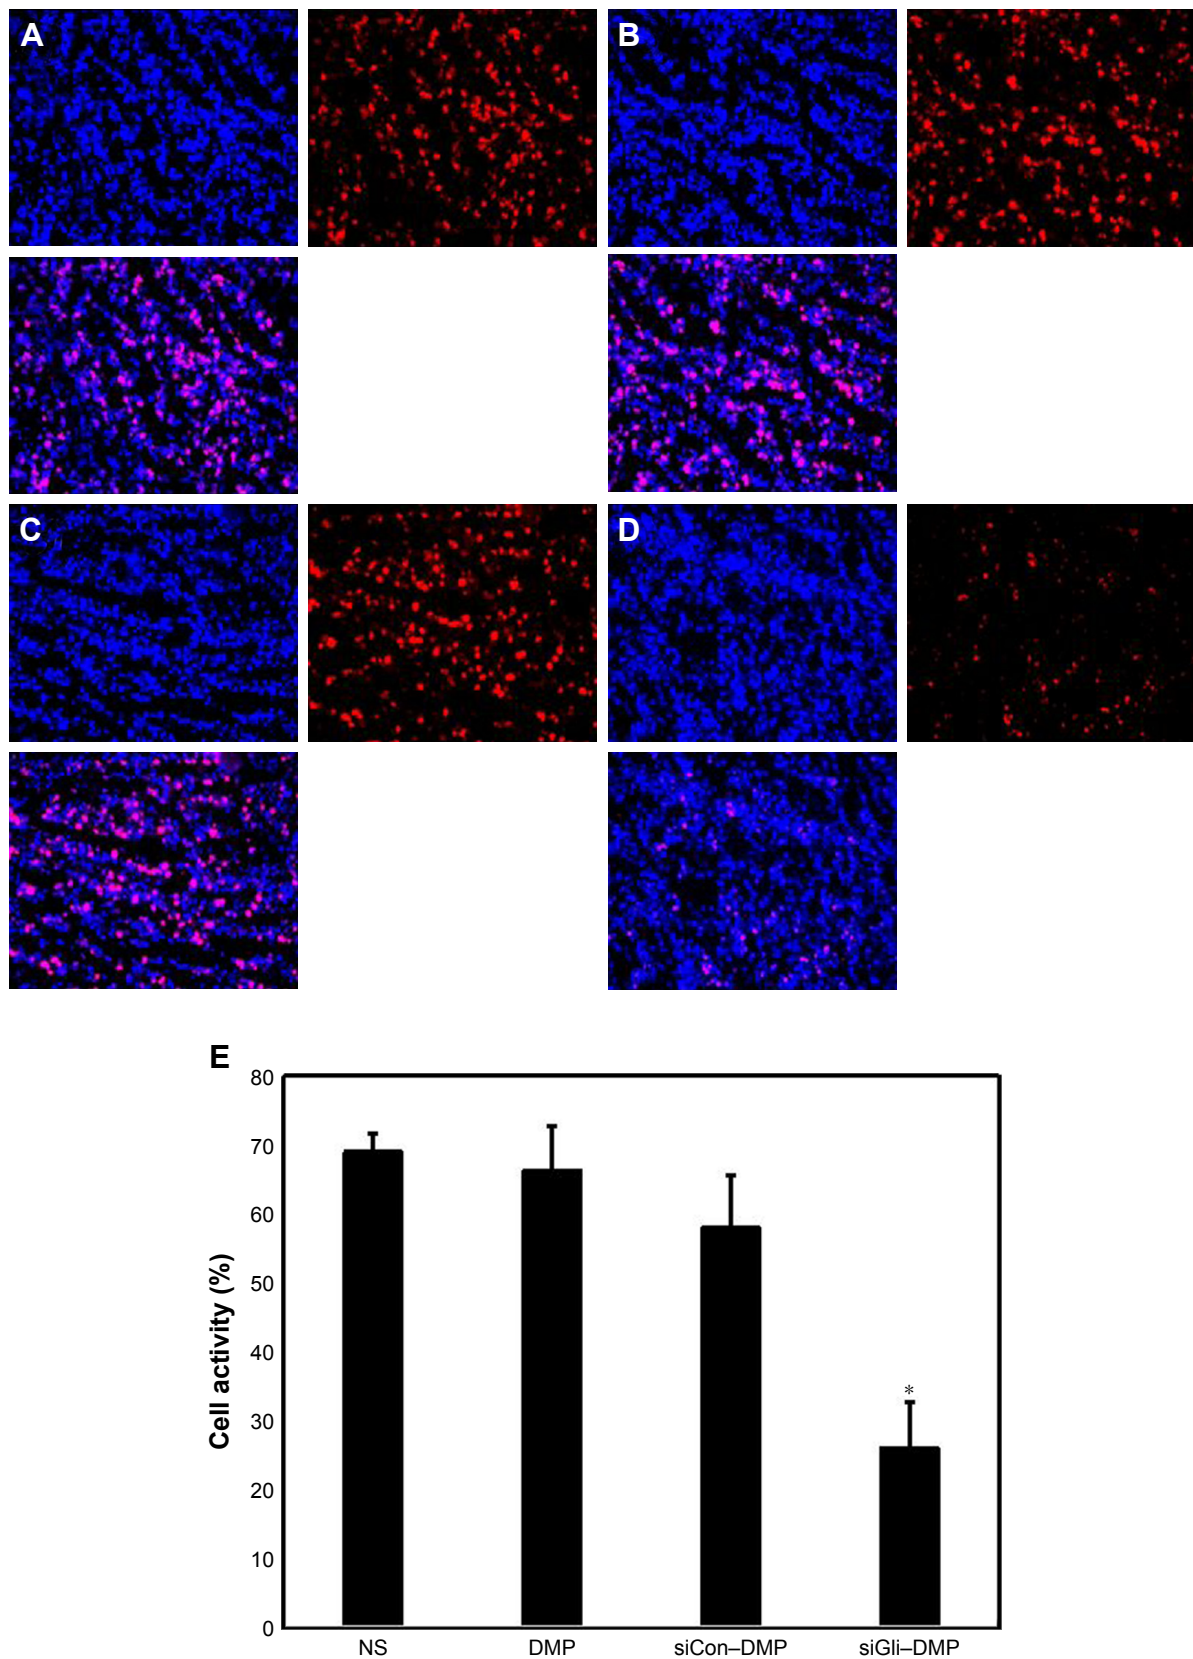 A
B
C
D
E
80
70
60
50
40
30
20
10
0
Cell activity (%)
*
NS
DMP
siCon–DMP
siGli–DMP